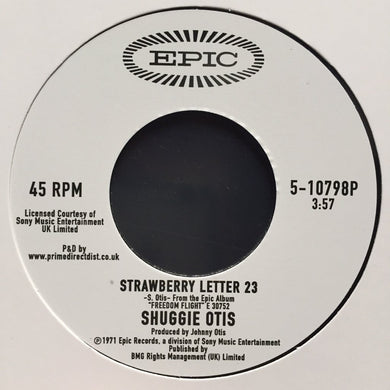 EPIC
45 RPM
5-10798P
3:57
Licensed Courtesy of
Sony Music Entertainment
UK Limited
P&D by
www.primedirectdist.co.uk
STRAWBERRY LETTER 23
-S. Otis- From the Epic Album
"FREEDOM FLIGHT" E 30752
SHUGGIE OTIS
Produced by Johnny Otis
℗1971 Epic Records, a division of Sony Music Entertainment
Published by
BMG Rights Management (UK) Limited